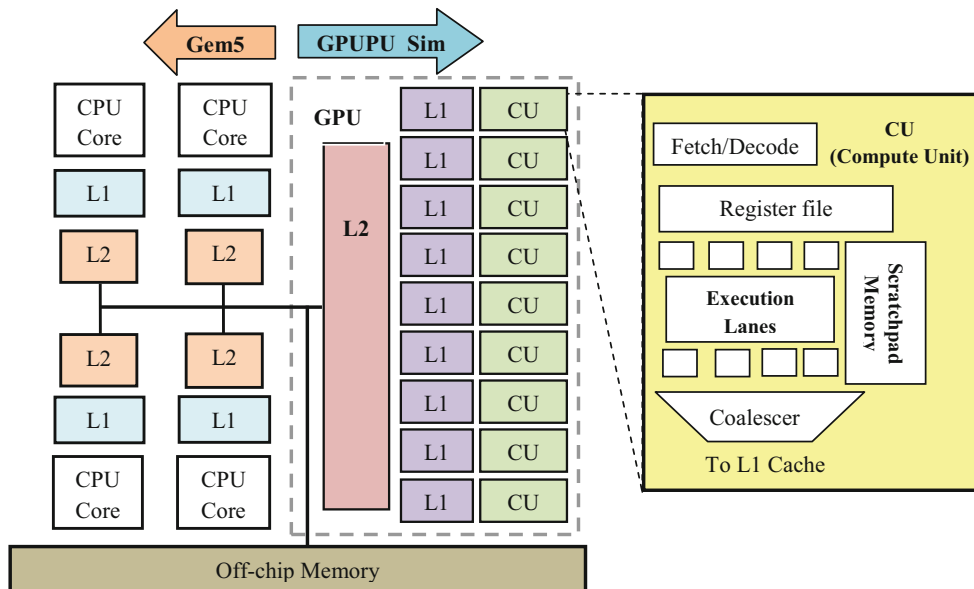 Gem5
GPUPU Sim
CPU
Core
CPU
Core
L1
L1
L2
L2
L2
L2
L1
L1
CPU
Core
CPU
Core
GPU
L2
L1
CU
L1
CU
L1
CU
L1
CU
L1
CU
L1
CU
L1
CU
L1
CU
L1
CU
Off-chip Memory
CU
(Compute Unit)
Fetch/Decode
Register file
Execution
Lanes
Scratchpad
Memory
Coalescer
To L1 Cache